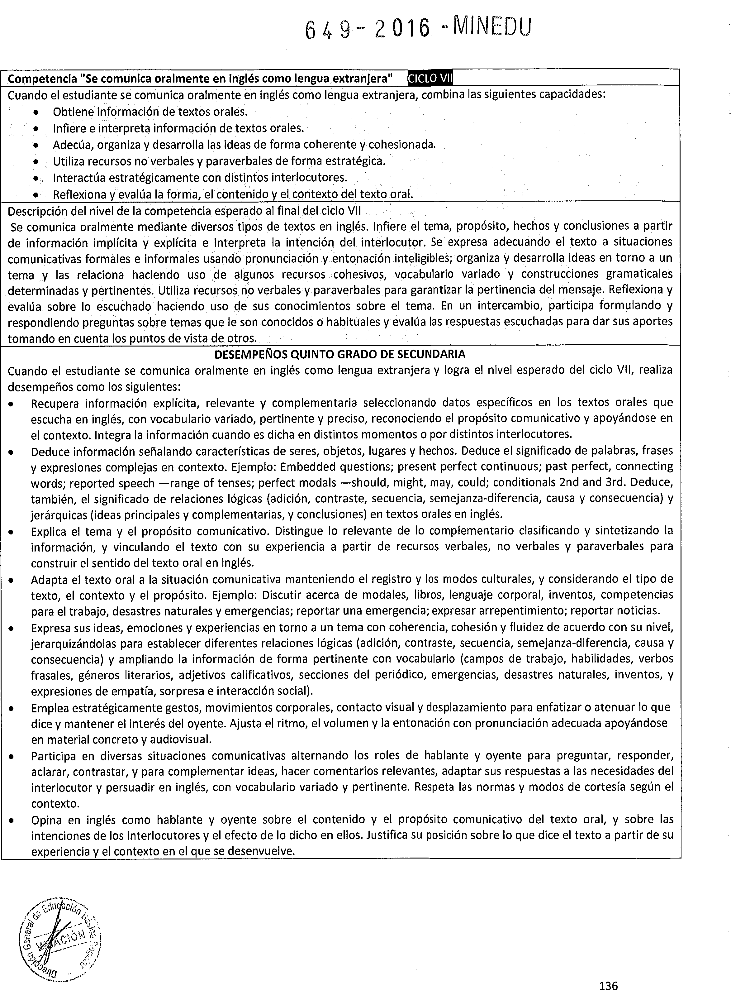 649-2016-MINEDU
Competencia "Se comunica oralmente en inglés como lengua extranjera" CICLO VII
Cuando el estudiante se comunica oralmente en inglés como lengua extranjera, combina las siguientes capacidades:
• Obtiene información de textos orales.
• Infiere e interpreta información de textos orales.
• Adecúa, organiza y desarrolla las ideas de forma coherente y cohesionada.
• Utiliza recursos no verbales y paraverbales de forma estratégica.
• Interactúa estratégicamente con distintos interlocutores.
• Reflexiona y evalúa la forma, el contenido y el contexto del texto oral.
Descripción del nivel de la competencia esperado al final del ciclo VII
Se comunica oralmente mediante diversos tipos de textos en inglés. Infiere el tema, propósito, hechos y conclusiones a partir
de información implícita y explícita e interpreta la intención del interlocutor. Se expresa adecuando el texto a situaciones
comunicativas formales e informales usando pronunciación y entonación inteligibles; organiza y desarrolla ideas en torno a un
tema y las relaciona haciendo uso de algunos recursos cohesivos, vocabulario variado y construcciones gramaticales
determinadas y pertinentes. Utiliza recursos no verbales y paraverbales para garantizar la pertinencia del mensaje. Reflexiona y
evalúa sobre lo escuchado haciendo uso de sus conocimientos sobre el tema. En un intercambio, participa formulando y
respondiendo preguntas sobre temas que le son conocidos o habituales y evalúa las respuestas escuchadas para dar sus aportes
tomando en cuenta los puntos de vista de otros.
DESEMPEÑOS QUINTO GRADO DE SECUNDARIA
Cuando el estudiante se comunica oralmente en inglés como lengua extranjera y logra el nivel esperado del ciclo VII, realiza
desempeños como los siguientes:
• Recupera información explícita, relevante y complementaria seleccionando datos específicos en los textos orales que
escucha en inglés, con vocabulario variado, pertinente y preciso, reconociendo el propósito comunicativo y apoyándose en
el contexto. Integra la información cuando es dicha en distintos momentos o por distintos interlocutores.
• Deduce información señalando características de seres, objetos, lugares y hechos. Deduce el significado de palabras, frases
y expresiones complejas en contexto. Ejemplo: Embedded questions; present perfect continuous; past perfect, connecting
words; reported speech —range of tenses; perfect modals —should, might, may, could; conditionals 2nd and 3rd. Deduce,
también, el significado de relaciones lógicas (adición, contraste, secuencia, semejanza-diferencia, causa y consecuencia) y
jerárquicas (ideas principales y complementarias, y conclusiones) en textos orales en inglés.
• Explica el tema y el propósito comunicativo. Distingue lo relevante de lo complementario clasificando y sintetizando la
información, y vinculando el texto con su experiencia a partir de recursos verbales, no verbales y paraverbales para
construir el sentido del texto oral en inglés.
• Adapta el texto oral a la situación comunicativa manteniendo el registro y los modos culturales, y considerando el tipo de
texto, el contexto y el propósito. Ejemplo: Discutir acerca de modales, libros, lenguaje corporal, inventos, competencias
para el trabajo, desastres naturales y emergencias; reportar una emergencia; expresar arrepentimiento; reportar noticias.
• Expresa sus ideas, emociones y experiencias en torno a un tema con coherencia, cohesión y fluidez de acuerdo con su nivel,
jerarquizándolas para establecer diferentes relaciones lógicas (adición, contraste, secuencia, semejanza-diferencia, causa y
consecuencia) y ampliando la información de forma pertinente con vocabulario (campos de trabajo, habilidades, verbos
frasales, géneros literarios, adjetivos calificativos, secciones del periódico, emergencias, desastres naturales, inventos, y
expresiones de empatía, sorpresa e interacción social).
• Emplea estratégicamente gestos, movimientos corporales, contacto visual y desplazamiento para enfatizar o atenuar lo que
dice y mantener el interés del oyente. Ajusta el ritmo, el volumen y la entonación con pronunciación adecuada apoyándose
en material concreto y audiovisual.
• Participa en diversas situaciones comunicativas alternando los roles de hablante y oyente para preguntar, responder,
aclarar, contrastar, y para complementar ideas, hacer comentarios relevantes, adaptar sus respuestas a las necesidades del
interlocutor y persuadir en inglés, con vocabulario variado y pertinente. Respeta las normas y modos de cortesía según el
contexto.
• Opina en inglés como hablante y oyente sobre el contenido y el propósito comunicativo del texto oral, y sobre las
intenciones de los interlocutores y el efecto de lo dicho en ellos. Justifica su posición sobre lo que dice el texto a partir de su
experiencia y el contexto en el que se desenvuelve.
Dirección General de Educación Básica Regular
VISACIÓN
136